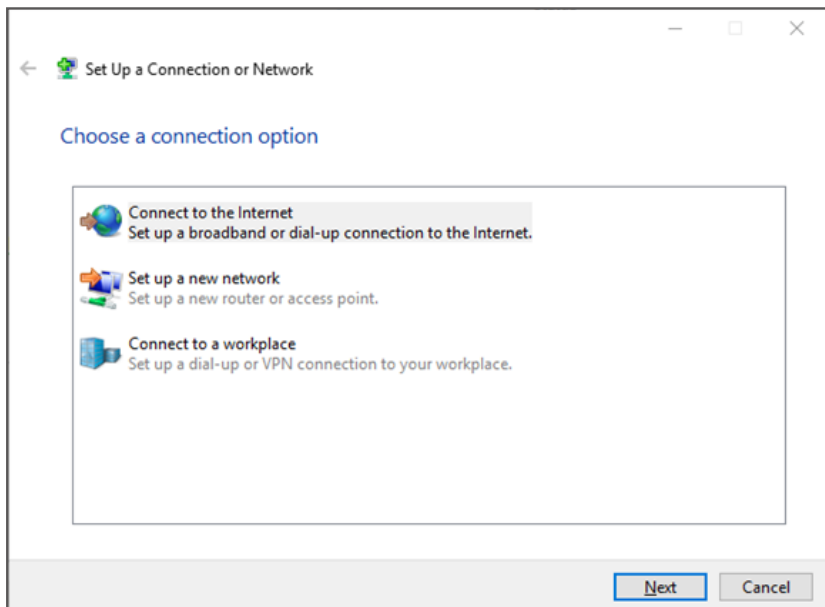 Set Up a Connection or Network
Choose a connection option
Connect to the Internet
Set up a broadband or dial-up connection to the Internet.
Set up a new network
Set up a new router or access point.
Connect to a workplace
Set up a dial-up or VPN connection to your workplace.
Next
Cancel